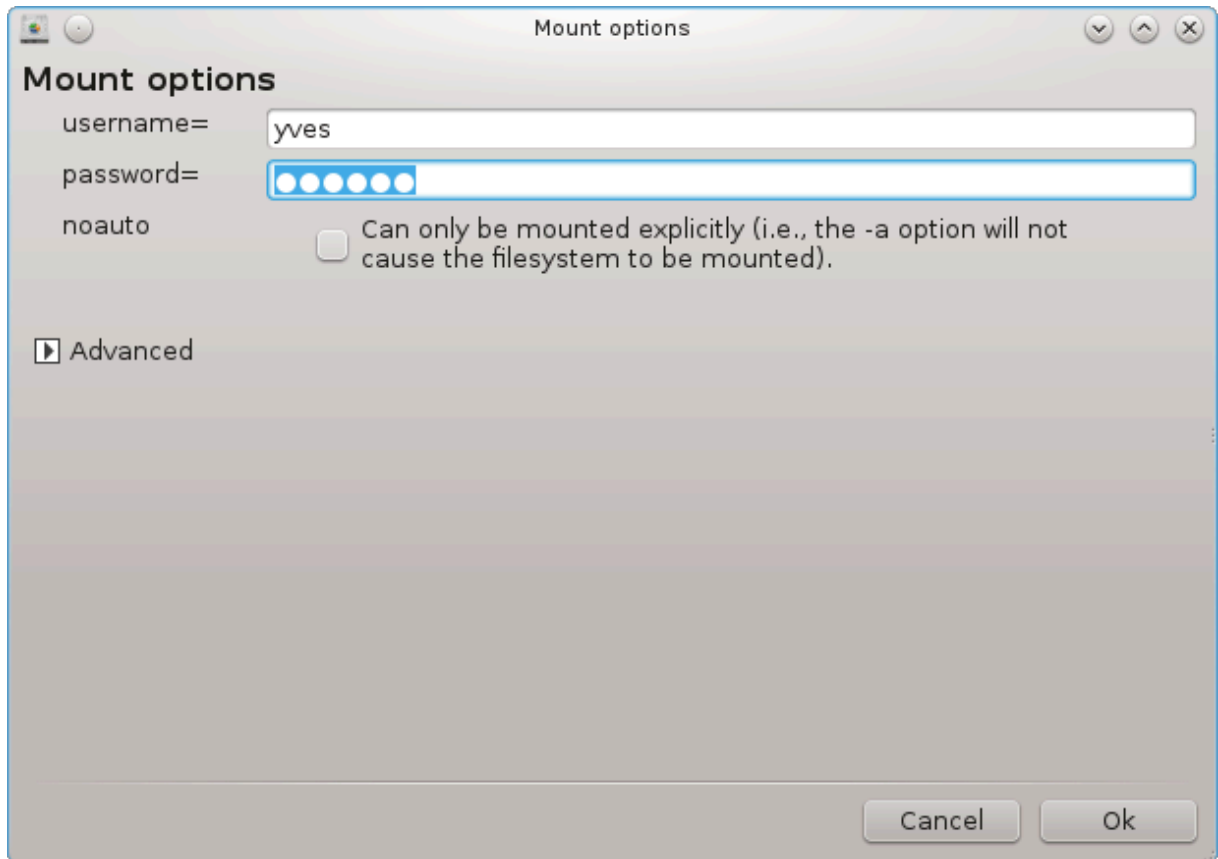 Mount options
Mount options
username= yves
password= ●●●●●●
noauto Can only be mounted explicitly (i.e., the -a option will not
cause the filesystem to be mounted).
Advanced
Cancel Ok